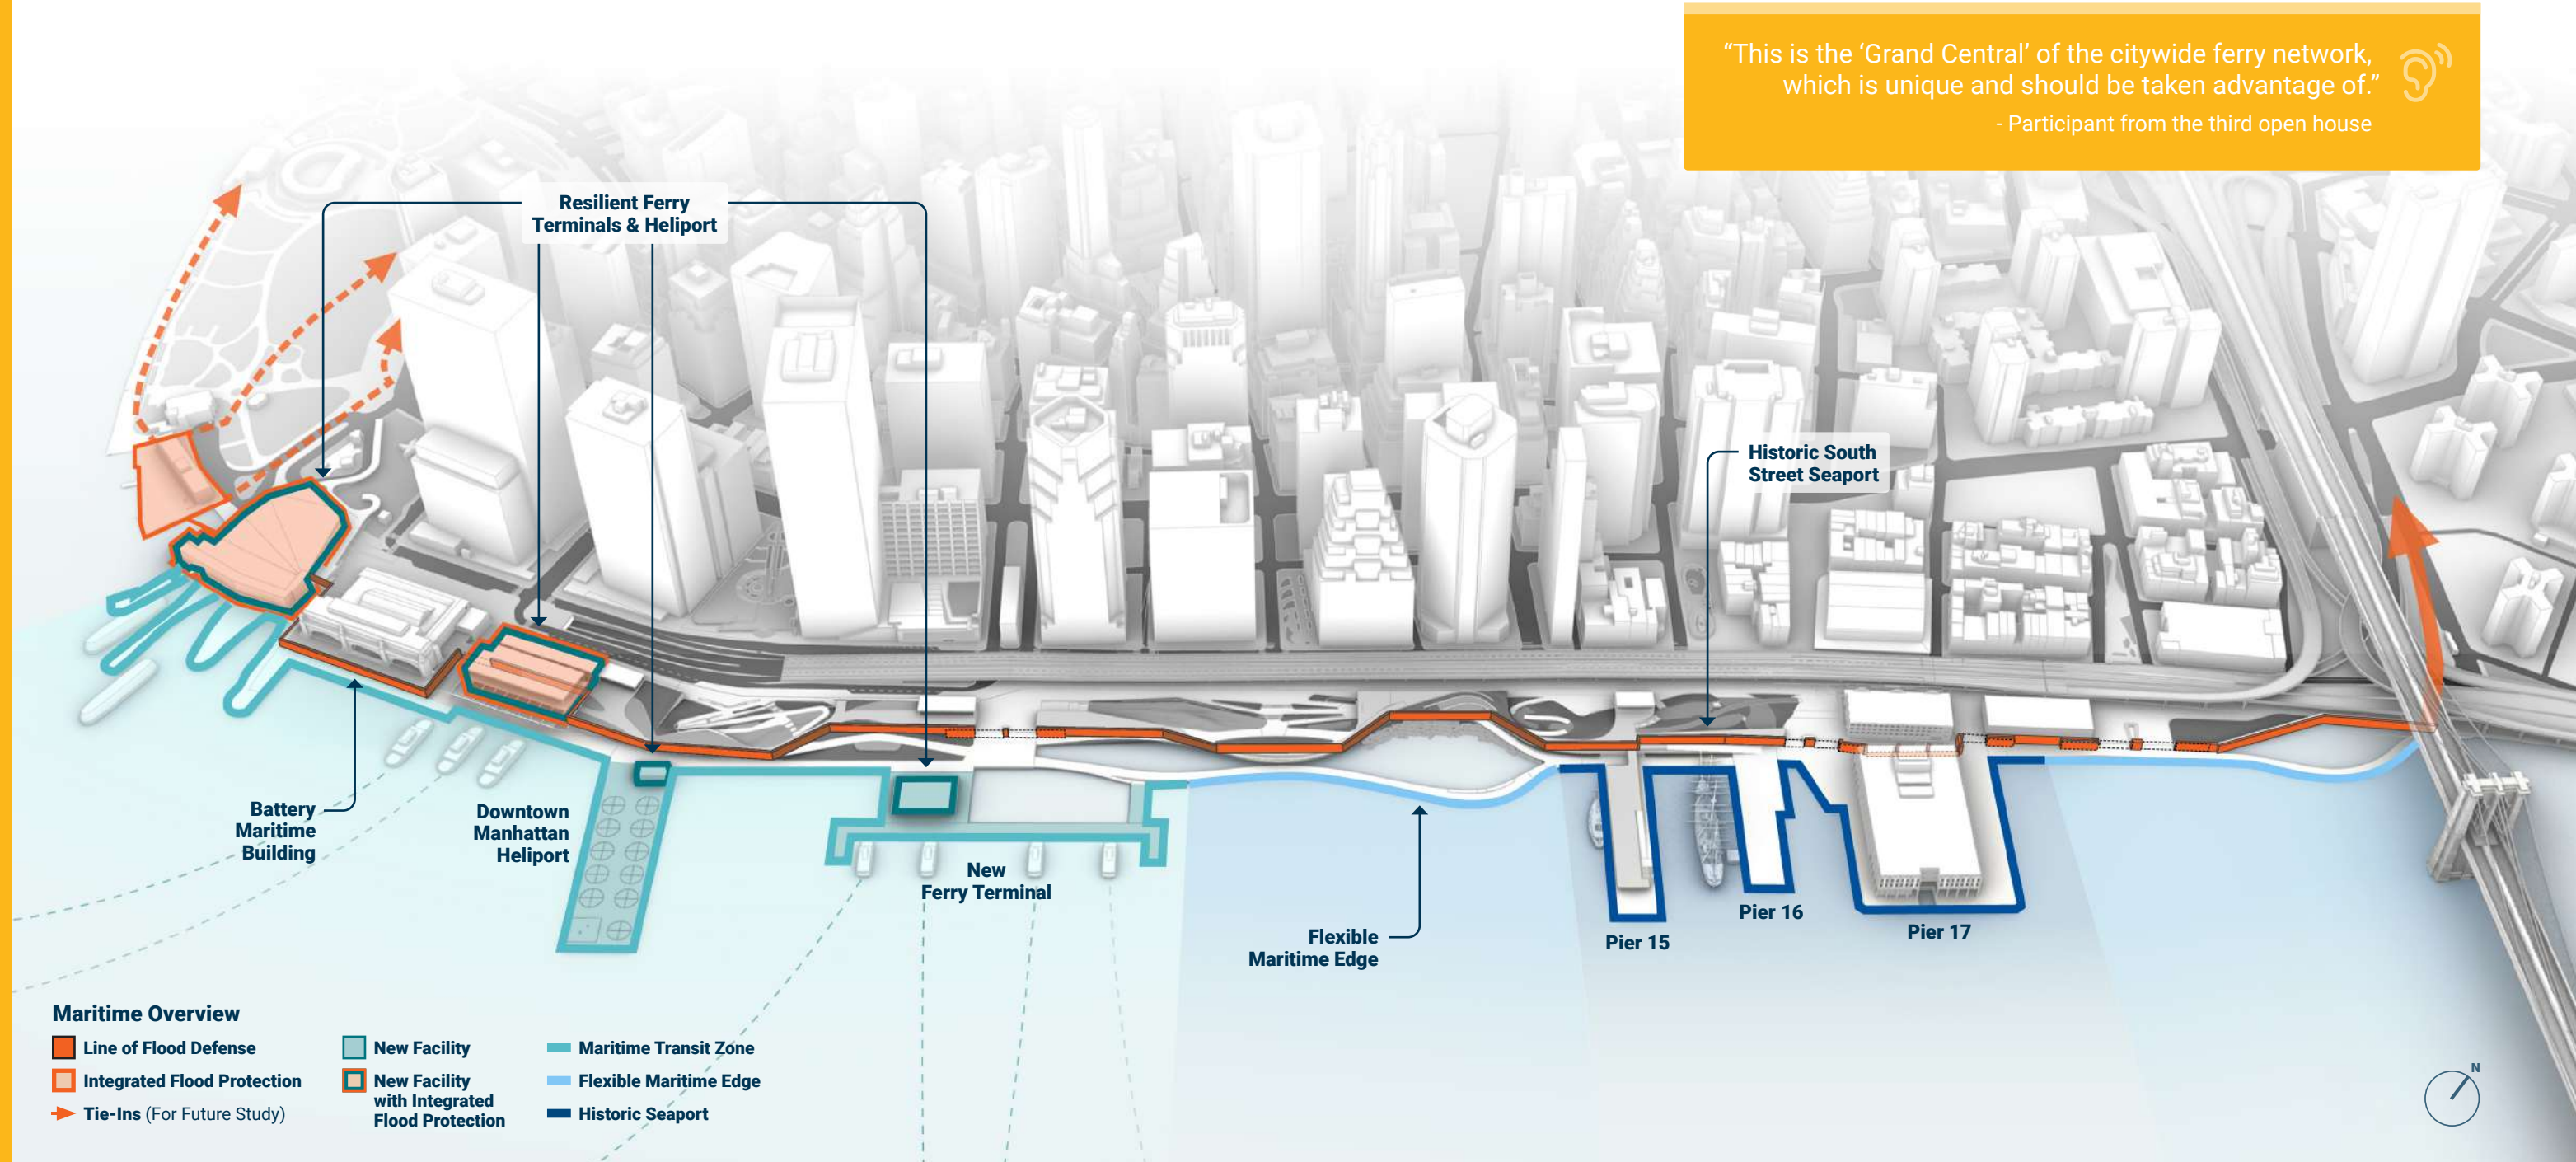 “This is the ‘Grand Central’ of the citywide ferry network,
which is unique and should be taken advantage of.”
- Participant from the third open house
Resilient Ferry
Terminals & Heliport
Historic South
Street Seaport
Battery
Maritime
Building
Downtown
Manhattan
Heliport
New
Ferry Terminal
Flexible
Maritime Edge
Pier 15
Pier 16
Pier 17
Maritime Overview
Line of Flood Defense
Integrated Flood Protection
Tie-Ins (For Future Study)
New Facility
New Facility
with Integrated
Flood Protection
Maritime Transit Zone
Flexible Maritime Edge
Historic Seaport
N